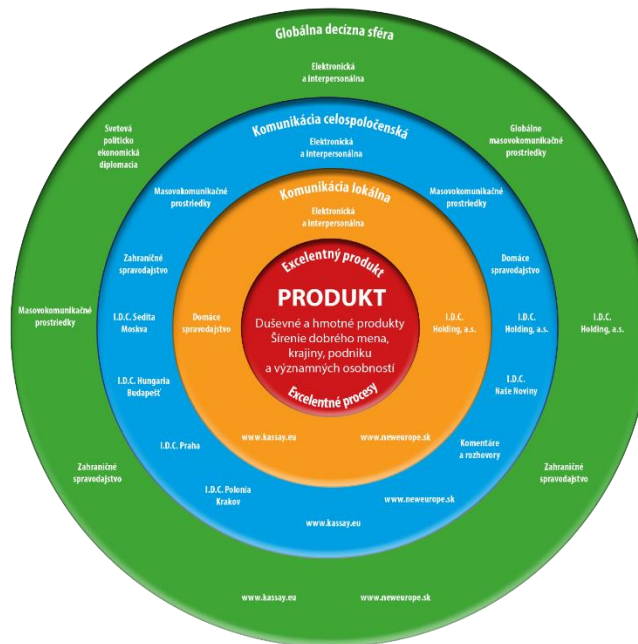 Globálna decízna sféra
Elektronická
a interpersonálna
Svetová
politicko
ekonomická
diplomacia
Globálne
masovokomunikačné
prostriedky
Masovokomunikačné
prostriedky
I.D.C.
Holding, a.s.
Zahraničné
spravodajstvo
Zahraničné
spravodajstvo
www.kassay.eu
www.neweurope.sk
Komunikácia celospoločenská
Elektronická
a interpersonálna
Masovokomunikačné
prostriedky
Masovokomunikačné
prostriedky
Zahraničné
spravodajstvo
Domáce
spravodajstvo
I.D.C. Sedita
Moskva
I.D.C.
Holding, a.s.
I.D.C. Hungaria
Budapešť
I.D.C.
Naše Noviny
I.D.C. Praha
Komentáre
a rozhovory
I.D.C. Polonia
Krakov
www.neweurope.sk
www.kassay.eu
Komunikácia lokálna
Elektronická
a interpersonálna
Domáce
spravodajstvo
I.D.C.
Holding, a.s.
www.kassay.eu
www.neweurope.sk
Excelentný produkt
PRODUKT
Duševné a hmotné produkty
Šírenie dobrého mena,
krajiny, podniku
a významných osobností
Excelentné procesy